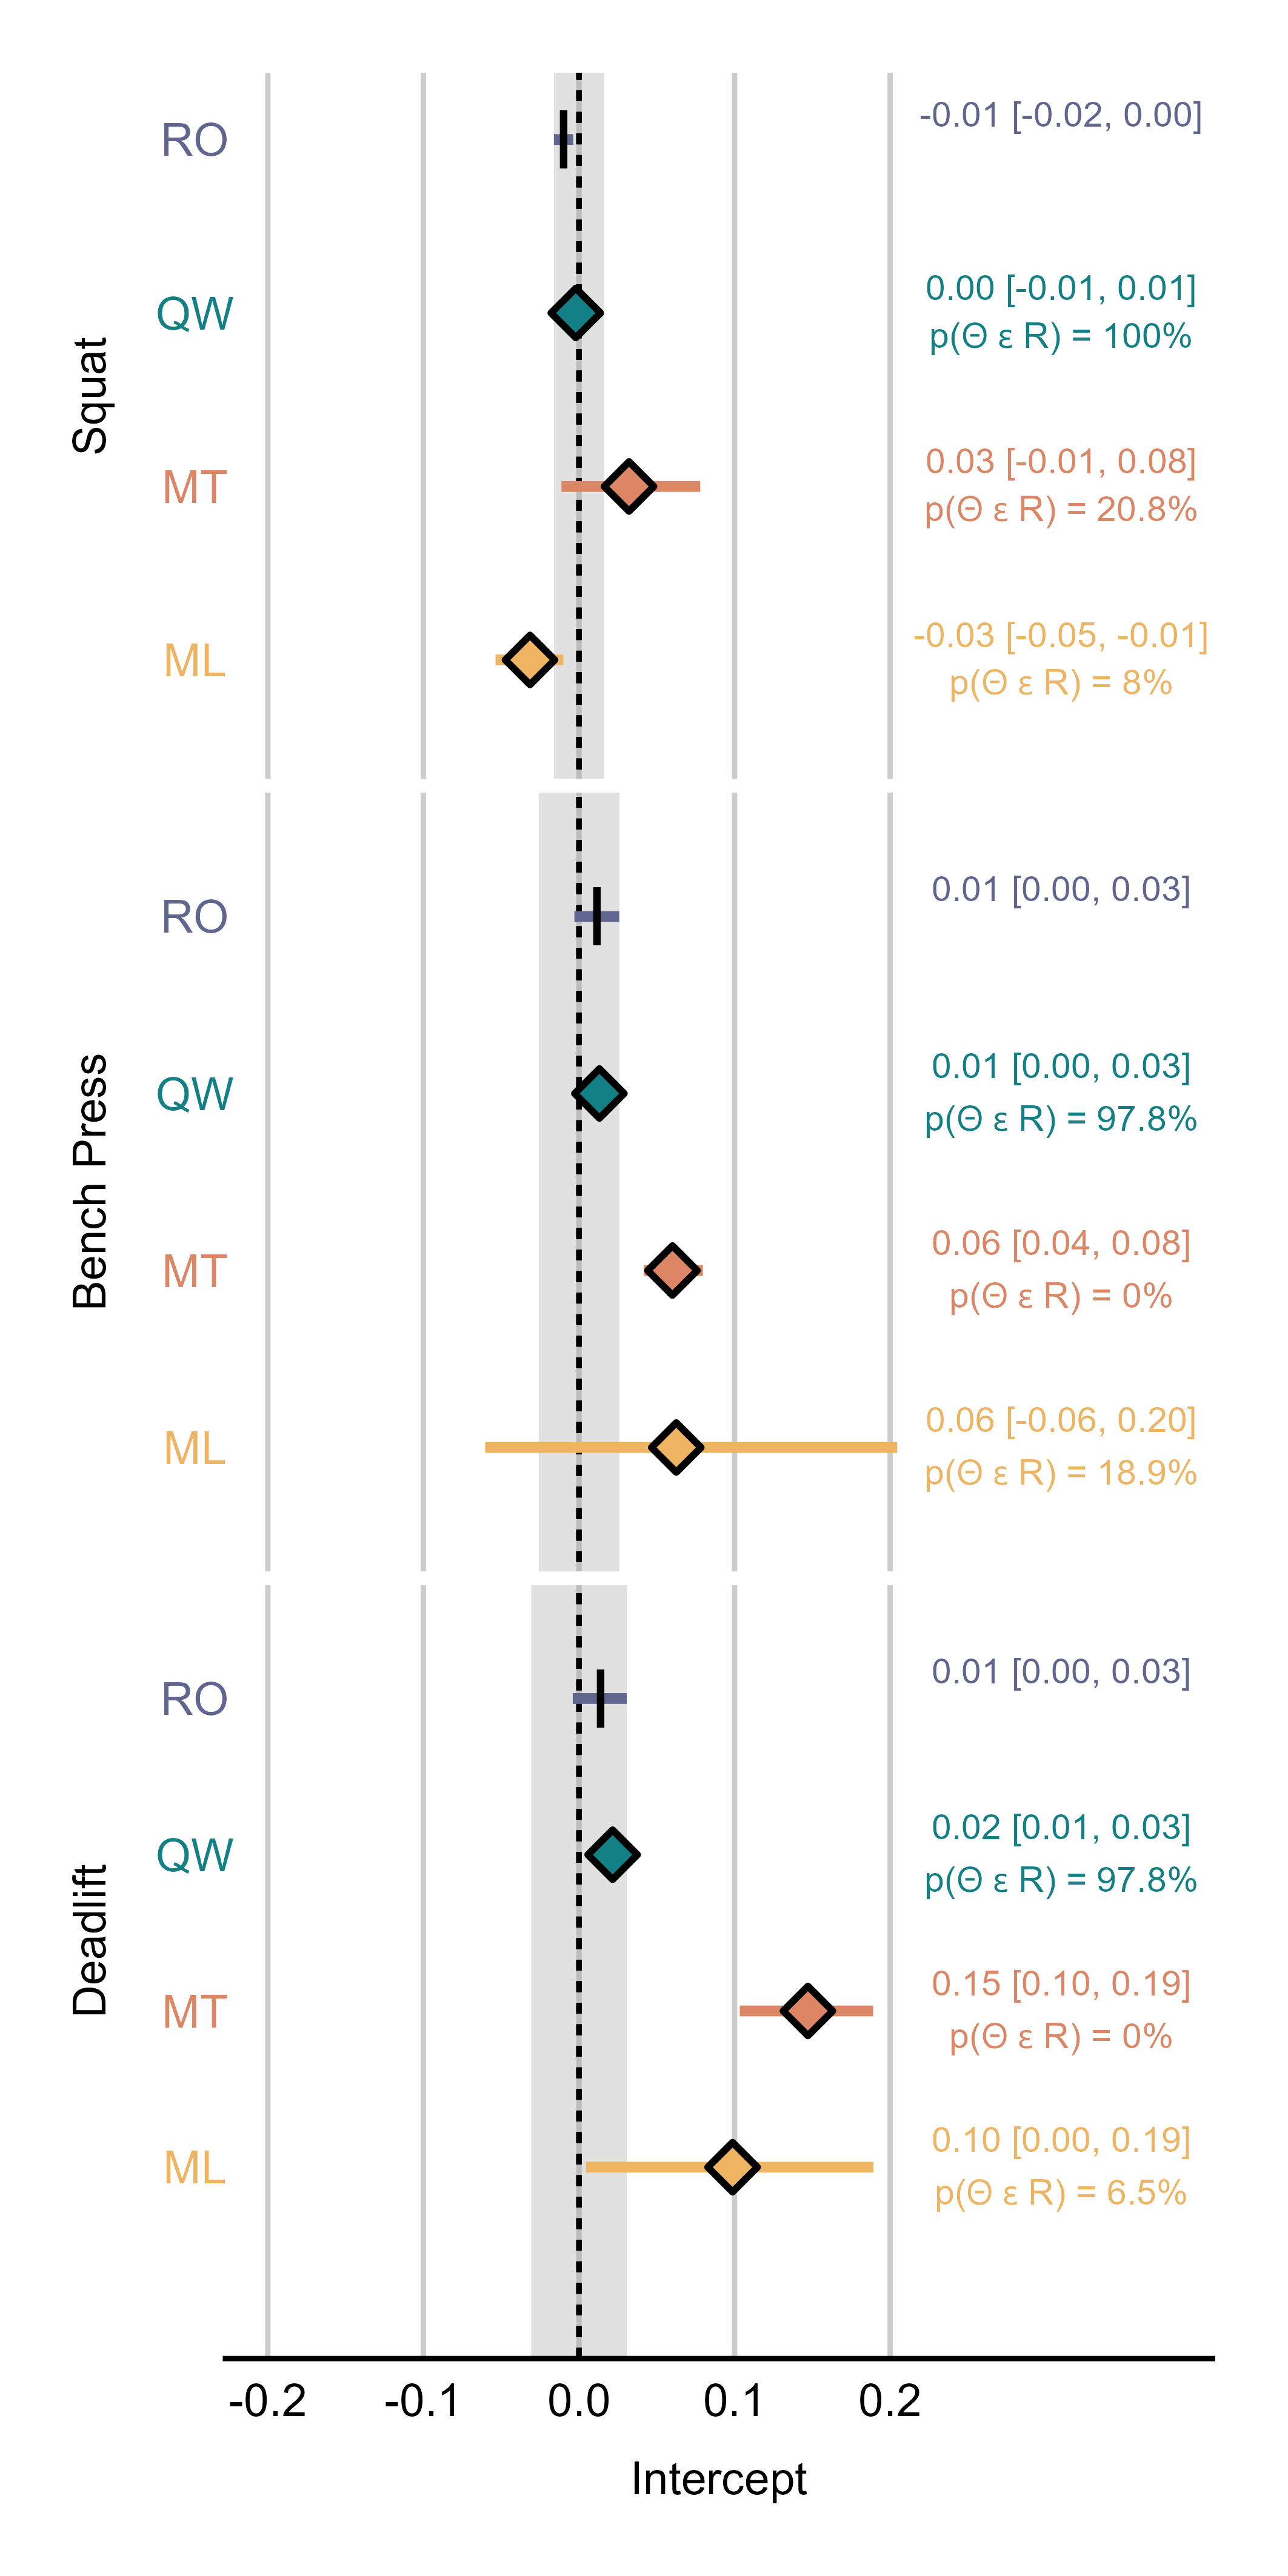 Squat
RO
-0.01 [-0.02, 0.00]
QW
0.00 [-0.01, 0.01]
p(Θ ε R) = 100%
MT
0.03 [-0.01, 0.08]
p(Θ ε R) = 20.8%
ML
-0.03 [-0.05, -0.01]
p(Θ ε R) = 8%
Bench Press
RO
0.01 [0.00, 0.03]
QW
0.01 [0.00, 0.03]
p(Θ ε R) = 97.8%
MT
0.06 [0.04, 0.08]
p(Θ ε R) = 0%
ML
0.06 [-0.06, 0.20]
p(Θ ε R) = 18.9%
Deadlift
RO
0.01 [0.00, 0.03]
QW
0.02 [0.01, 0.03]
p(Θ ε R) = 97.8%
MT
0.15 [0.10, 0.19]
p(Θ ε R) = 0%
ML
0.10 [0.00, 0.19]
p(Θ ε R) = 6.5%
-0.2 -0.1 0.0 0.1 0.2
Intercept